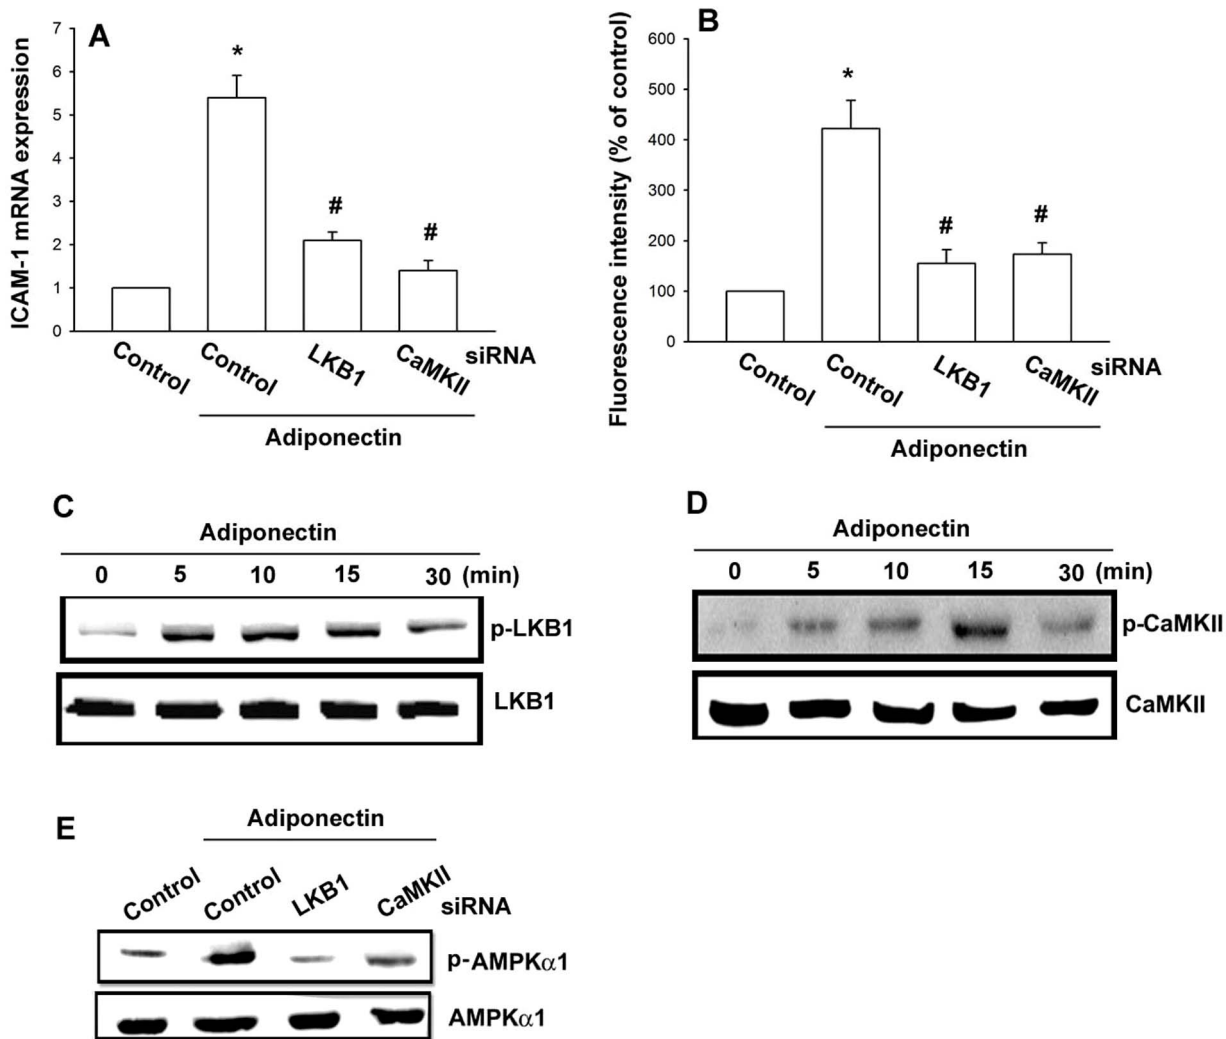 A
ICAM-1 mRNA expression
7
6
5
4
3
2
1
0
*
#
#
Control
Control
LKB1
CaMKII
siRNA
Adiponectin
B
Fluorescence intensity (% of control)
600
500
400
300
200
100
0
*
#
#
Control
Control
LKB1
CaMKII
siRNA
Adiponectin
C
Adiponectin
0 5 10 15 30 (min)
p-LKB1
LKB1
D
Adiponectin
0 5 10 15 30 (min)
p-CaMKII
CaMKII
E
Adiponectin
Control Control LKB1 CaMKII siRNA
p-AMPKα1
AMPKα1